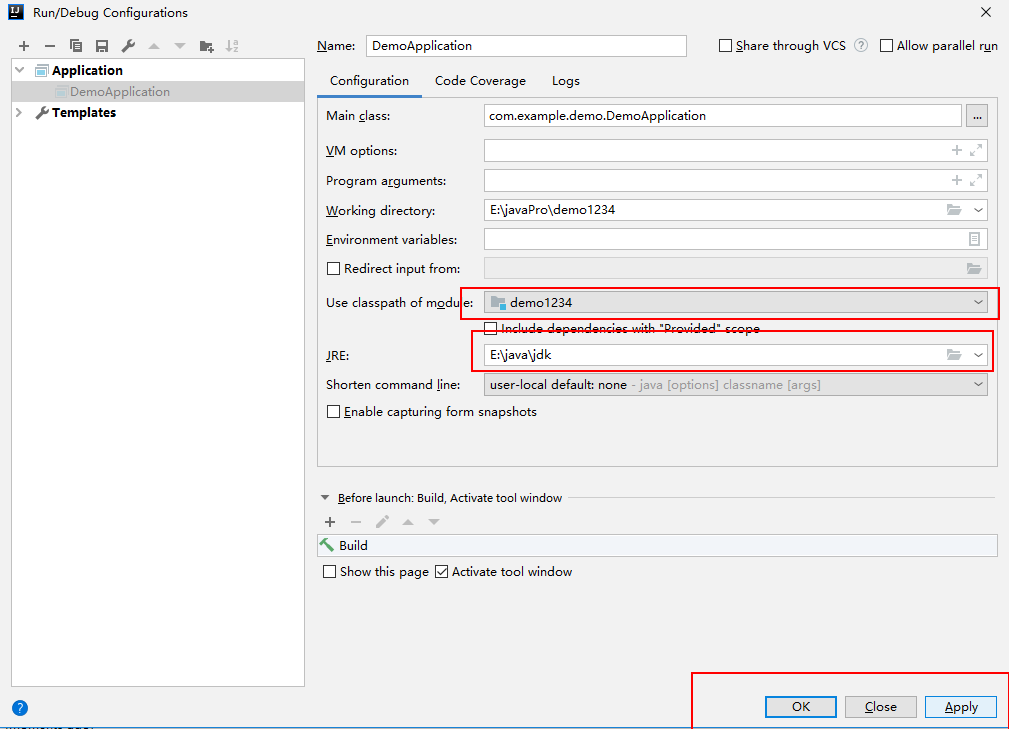 Run/Debug Configurations
Name: DemoApplication Share through VCS ? Allow parallel run
Application
DemoApplication
Templates
Configuration Code Coverage Logs
Main class: com.example.demo.DemoApplication ...
VM options:
Program arguments:
Working directory: E:\javaPro\demo1234
Environment variables:
Redirect input from:
Use classpath of module: demo1234
Include dependencies with "Provided" scope
JRE: E:\java\jdk
Shorten command line: user-local default: none - java [options] classname [args]
Enable capturing form snapshots
Before launch: Build, Activate tool window
Build
Show this page Activate tool window
? OK Close Apply